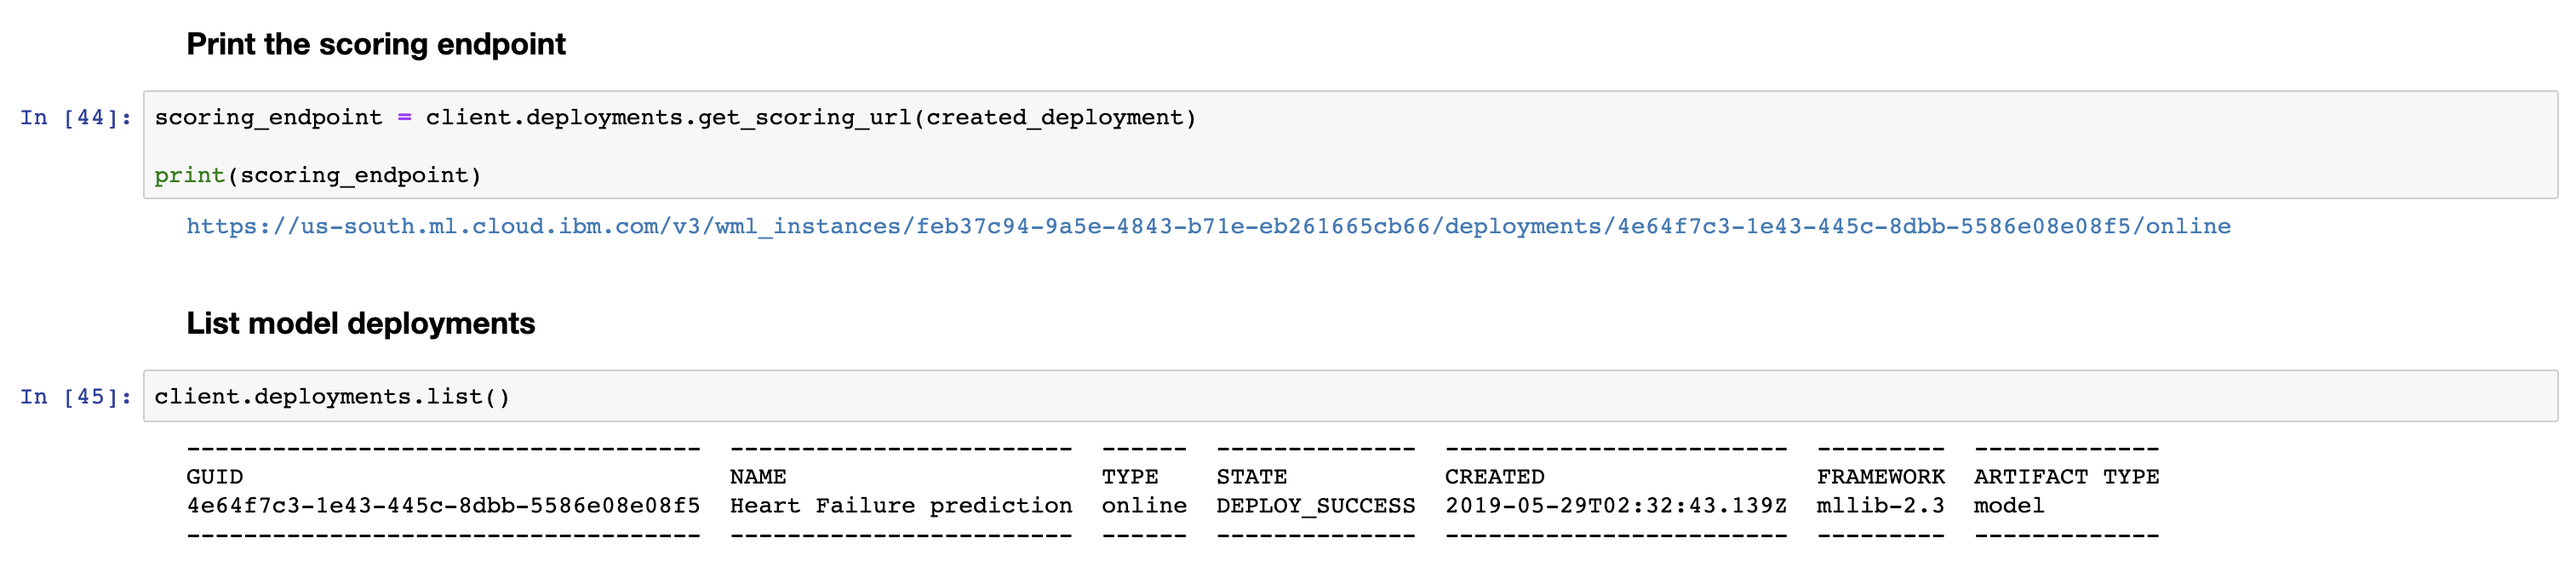 Print the scoring endpoint
In [44]: scoring_endpoint = client.deployments.get_scoring_url(created_deployment)
print(scoring_endpoint)
https://us-south.ml.cloud.ibm.com/v3/wml_instances/feb37c94-9a5e-4843-b71e-eb261665cb66/deployments/4e64f7c3-1e43-445c-8dbb-5586e08e08f5/online
List model deployments
In [45]: client.deployments.list()
------------------------------------  ------------------------  ------  --------------  ------------------------  ---------  -------------
GUID                                  NAME                      TYPE    STATE           CREATED                   FRAMEWORK  ARTIFACT TYPE
4e64f7c3-1e43-445c-8dbb-5586e08e08f5  Heart Failure prediction  online  DEPLOY_SUCCESS  2019-05-29T02:32:43.139Z  mllib-2.3  model
------------------------------------  ------------------------  ------  --------------  ------------------------  ---------  -------------